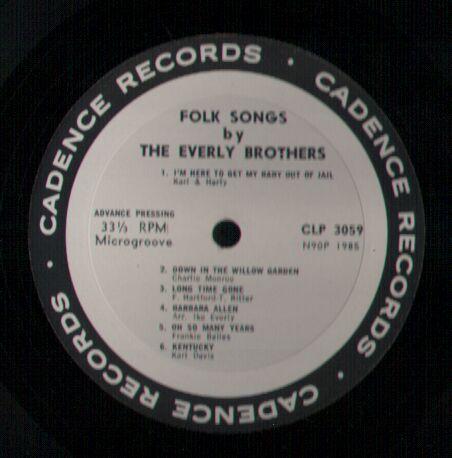 CADENCE RECORDS · CADENCE RECORDS · CADENCE RECORDS ·
FOLK SONGS
by
THE EVERLY BROTHERS
1. I'M HERE TO GET MY BABY OUT OF JAIL
Karl & Harty
ADVANCE PRESSING
33⅓ RPM
Microgroove
CLP 3059
N90P 1985
2. DOWN IN THE WILLOW GARDEN
Charlie Monroe
3. LONG TIME GONE
F. Hartford-T. Ritter
4. BARBARA ALLEN
Arr. Ike Everly
5. OH SO MANY YEARS
Frankie Bailes
6. KENTUCKY
Karl Davis